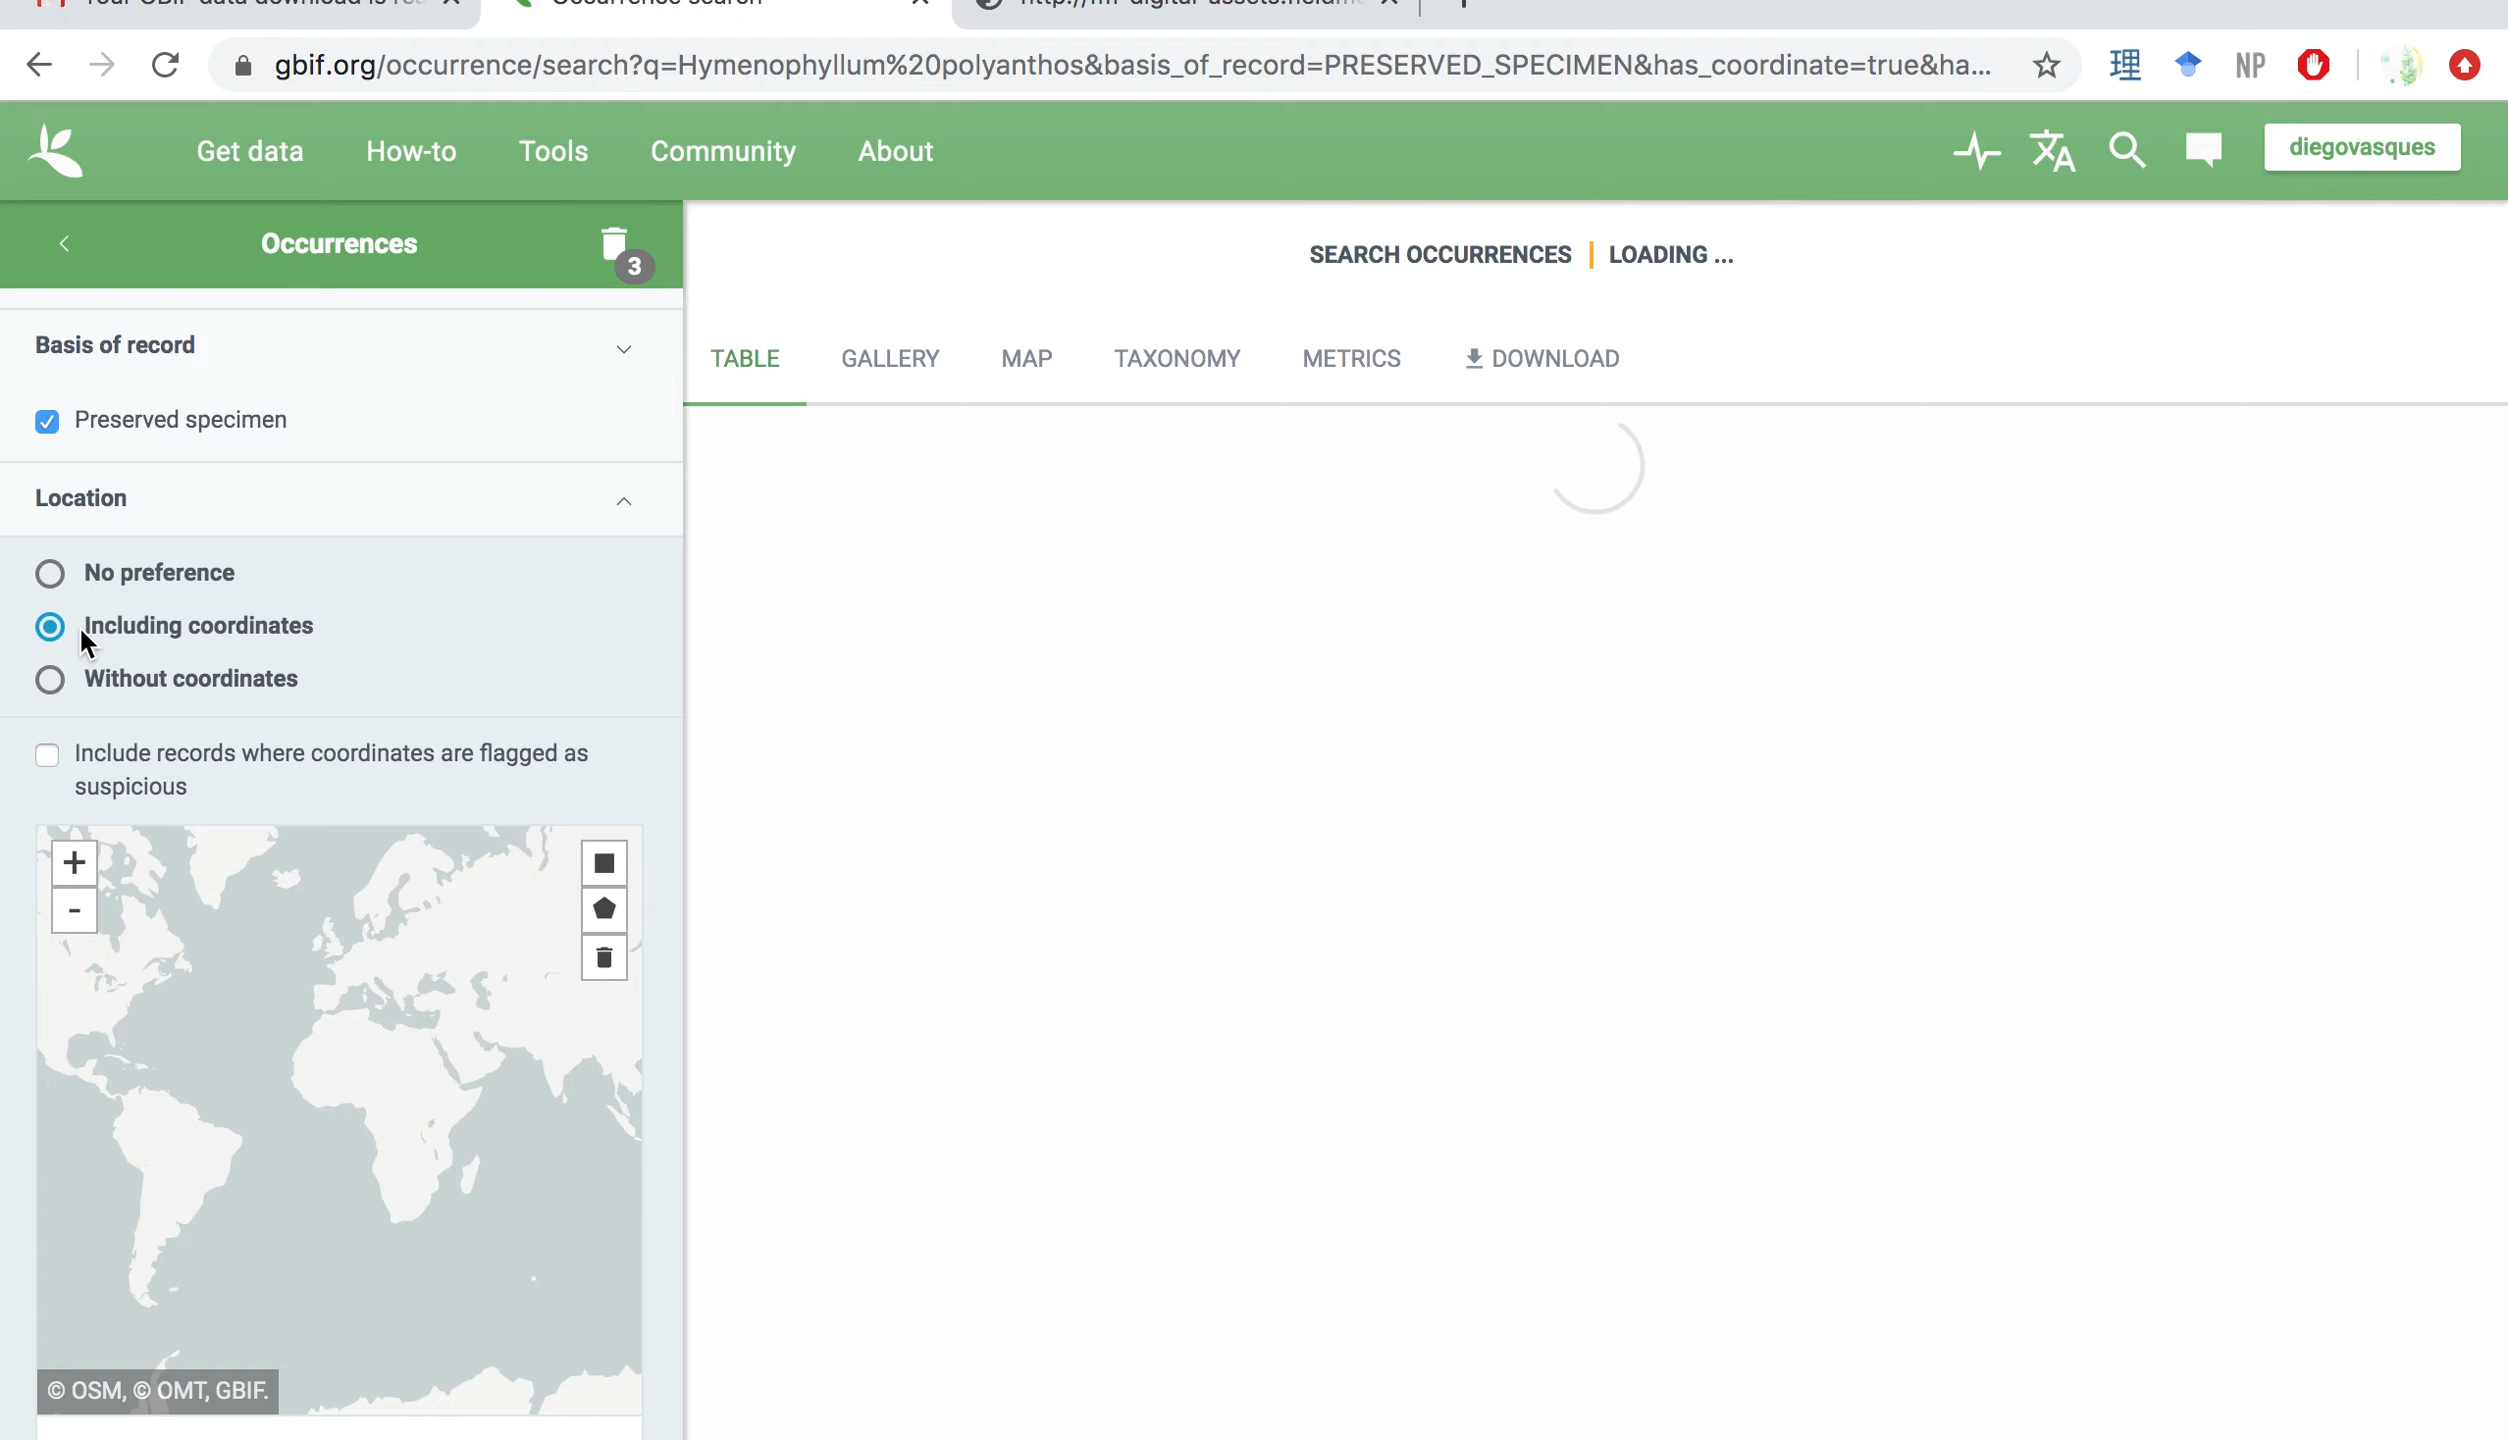 gbif.org/occurrence/search?q=Hymenophyllum%20polyanthos&basis_of_record=PRESERVED_SPECIMEN&has_coordinate=true&ha...
理
NP
Get data How-to Tools Community About
diegovasques
Occurrences
3
SEARCH OCCURRENCES | LOADING ...
Basis of record
TABLE GALLERY MAP TAXONOMY METRICS DOWNLOAD
Preserved specimen
Location
No preference
Including coordinates
Without coordinates
Include records where coordinates are flagged as
suspicious
+
-
© OSM, © OMT, GBIF.